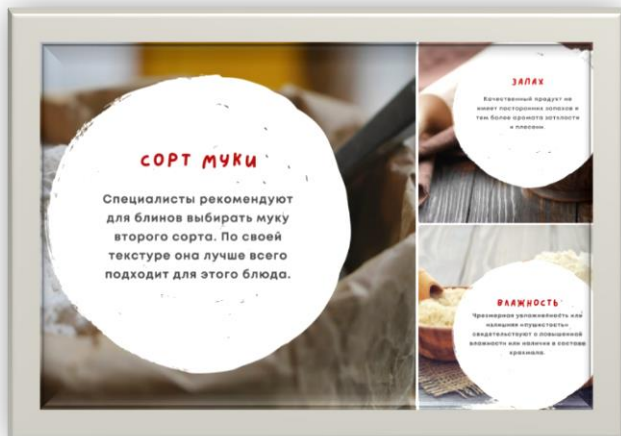 СОРТ МУКИ
Специалисты рекомендуют
для блинов выбирать муку
второго сорта. По своей
текстуре она лучше всего
подходит для этого блюда.
ЗАПАХ
Качественный продукт не
имеет посторонних запахов и
тем более аромата затхлости
и плесени.
ВЛАЖНОСТЬ
Чрезмерная увлажненность или
излишняя «пушистость»
свидетельствуют о повышенной
влажности или наличии в составе
крахмала.